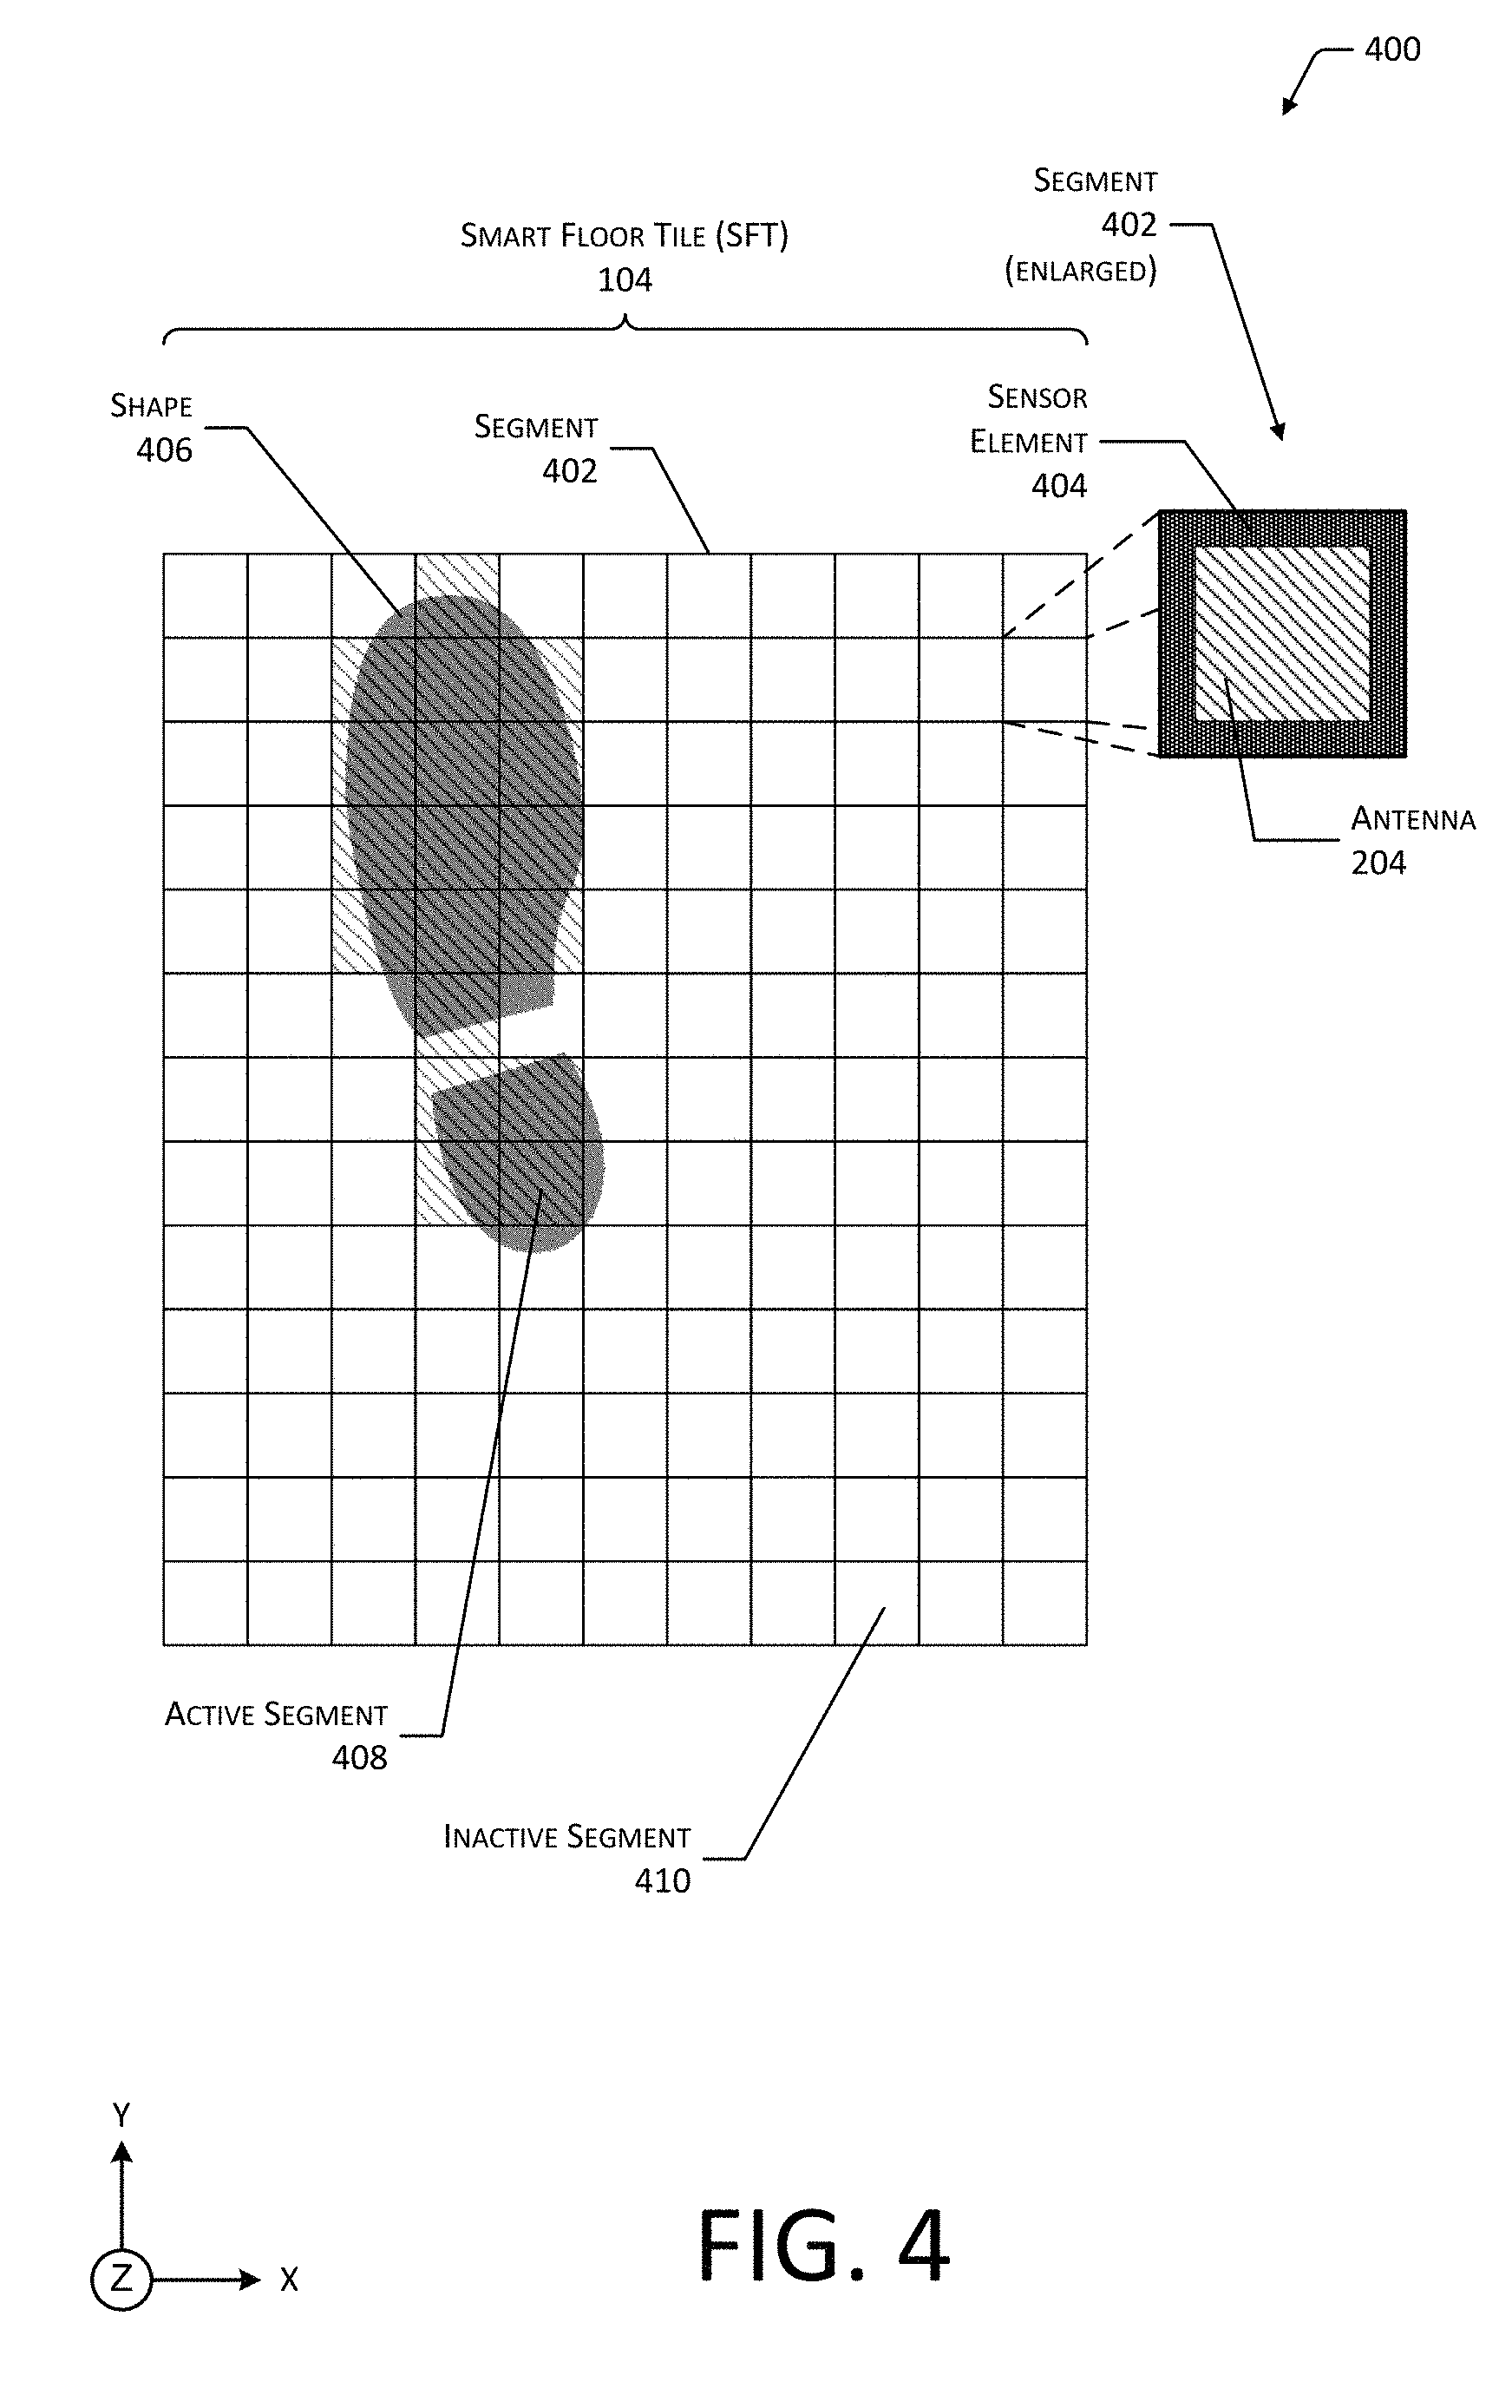 400
SEGMENT
402
(ENLARGED)
SMART FLOOR TILE (SFT)
104
SHAPE
406
SEGMENT
402
SENSOR
ELEMENT
404
ANTENNA
204
ACTIVE SEGMENT
408
INACTIVE SEGMENT
410
Y
Z
X
FIG. 4